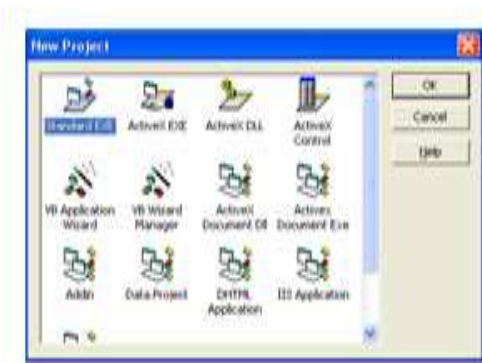 New Project
Standard EXE
ActiveX EXE
ActiveX DLL
ActiveX
Control
VB Application
Wizard
VB Wizard
Manager
ActiveX
Document Dll
Activex
Document Exe
Addin
Data Project
DHTML
Application
IIS Application
OK
Cancel
Help